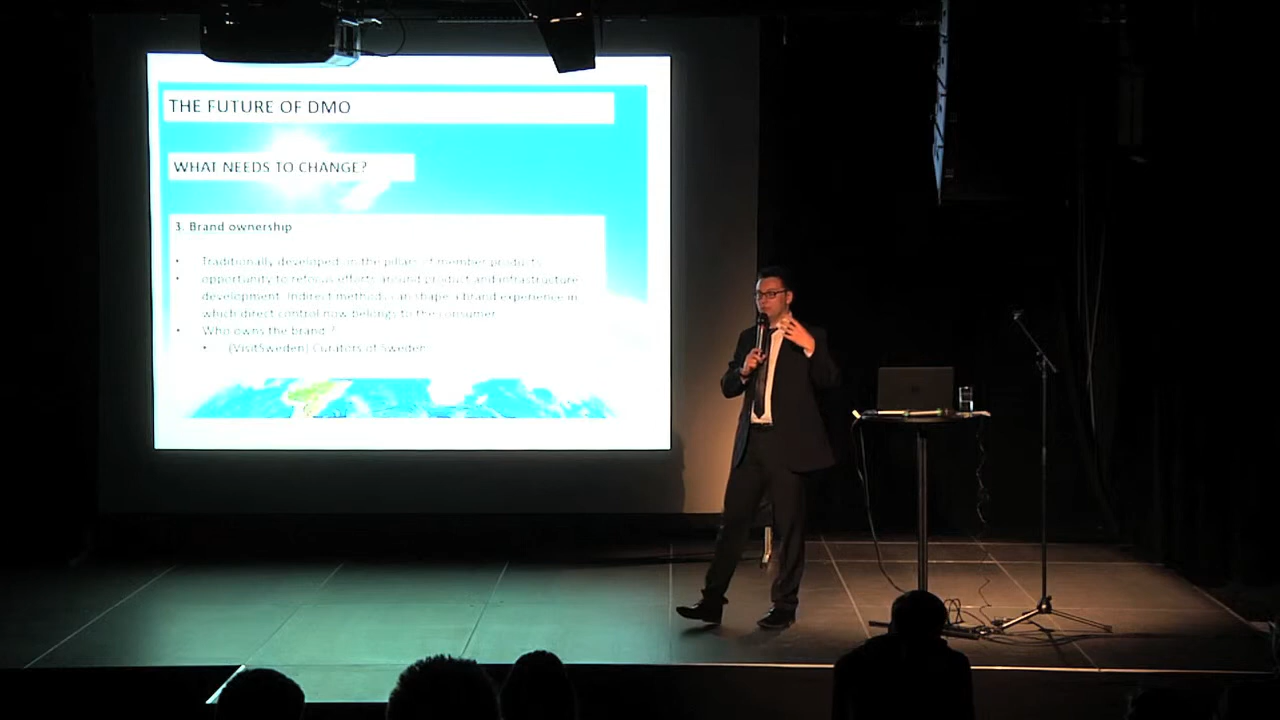 THE FUTURE OF DMO
WHAT NEEDS TO CHANGE?
3. Brand ownership
• Traditionally developed in the pillars of member products
• opportunity to refocus efforts around product and infrastructure
development. Indirect methods can shape a brand experience in
which direct control now belongs to the consumer
• Who owns the brand ?
• (VisitSweden) Curators of Sweden